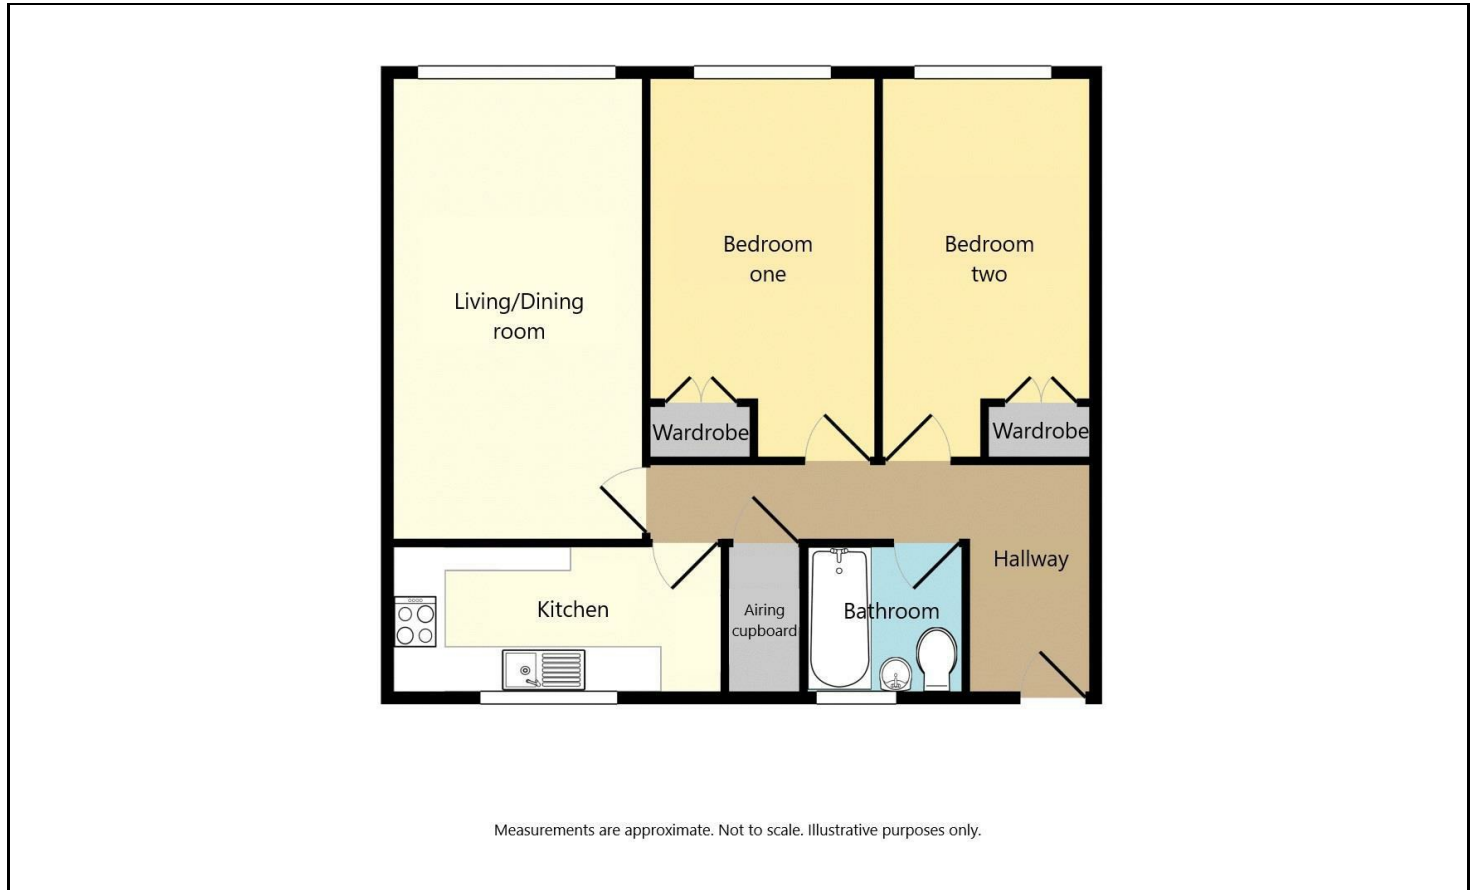 Bedroom
one
Bedroom
two
Living/Dining
room
Wardrobe
Wardrobe
Hallway
Kitchen
Airing
cupboard
Bathroom
Measurements are approximate. Not to scale. Illustrative purposes only.